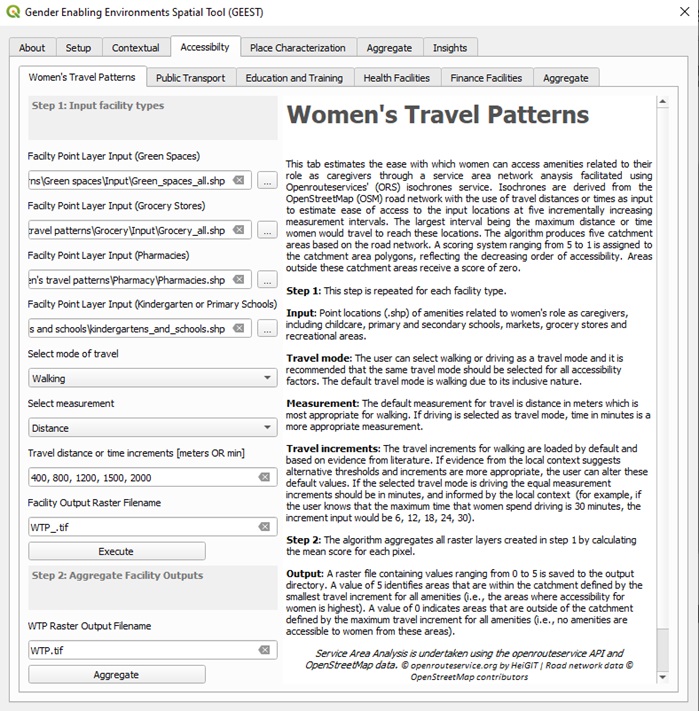 Gender Enabling Environments Spatial Tool (GEEST)
About
Setup
Contextual
Accessibilty
Place Characterization
Aggregate
Insights
Women's Travel Patterns
Public Transport
Education and Training
Health Facilities
Finance Facilities
Aggregate
Step 1: Input facility types
Facilty Point Layer Input (Green Spaces)
rns\Green spaces\Input\Green_spaces_all.shp
...
Facilty Point Layer Input (Grocery Stores)
travel patterns\Grocery\Input\Grocery_all.shp
...
Facilty Point Layer Input (Pharmacies)
en's travel patterns\Pharmacy\Pharmacies.shp
...
Facilty Point Layer Input (Kindergarten or Primary Schools)
s and schools\kindergartens_and_schools.shp
...
Select mode of travel
Walking
Select measurement
Distance
Travel distance or time increments [meters OR min]
400, 800, 1200, 1500, 2000
Facility Output Raster Filename
WTP_.tif
Execute
Step 2: Aggregate Facility Outputs
WTP Raster Output Filename
WTP.tif
Aggregate
Women's Travel Patterns
This tab estimates the ease with which women can access amenities related to their
role as caregivers through a service area network anaysis facilitated using
Openrouteservices' (ORS) isochrones service. Isochrones are derived from the
OpenStreetMap (OSM) road network with the use of travel distances or times as input
to estimate ease of access to the input locations at five incrementally increasing
measurement intervals. The largest interval being the maximum distance or time
women would travel to reach these locations. The algorithm produces five catchment
areas based on the road network. A scoring system ranging from 5 to 1 is assigned to
the catchment area polygons, reflecting the decreasing order of accessibility. Areas
outside these catchment areas receive a score of zero.
Step 1: This step is repeated for each facility type.
Input: Point locations (.shp) of amenities related to women's role as caregivers,
including childcare, primary and secondary schools, markets, grocery stores and
recreational areas.
Travel mode: The user can select walking or driving as a travel mode and it is
recommended that the same travel mode should be selected for all accessibility
factors. The default travel mode is walking due to its inclusive nature.
Measurement: The default measurement for travel is distance in meters which is
most appropriate for walking. If driving is selected as travel mode, time in minutes is a
more appropriate measurement.
Travel increments: The travel increments for walking are loaded by default and
based on evidence from literature. If evidence from the local context suggests
alternative thresholds and increments are more appropriate, the user can alter these
default values. If the selected travel mode is driving the equal measurement
increments should be in minutes, and informed by the local context (for example, if
the user knows that the maximum time that women spend driving is 30 minutes, the
increment input would be 6, 12, 18, 24, 30).
Step 2: The algorithm aggregates all raster layers created in step 1 by calculating
the mean score for each pixel.
Output: A raster file containing values ranging from 0 to 5 is saved to the output
directory. A value of 5 identifies areas that are within the catchment defined by the
smallest travel increment for all amenities (i.e., the areas where accessibility for
women is highest). A value of 0 indicates areas that are outside of the catchment
defined by the maximum travel increment for all amenities (i.e., no amenities are
accessible to women from these areas).
Service Area Analysis is undertaken using the openrouteservice API and
OpenStreetMap data. © openrouteservice.org by HeiGIT | Road network data ©
OpenStreetMap contributors